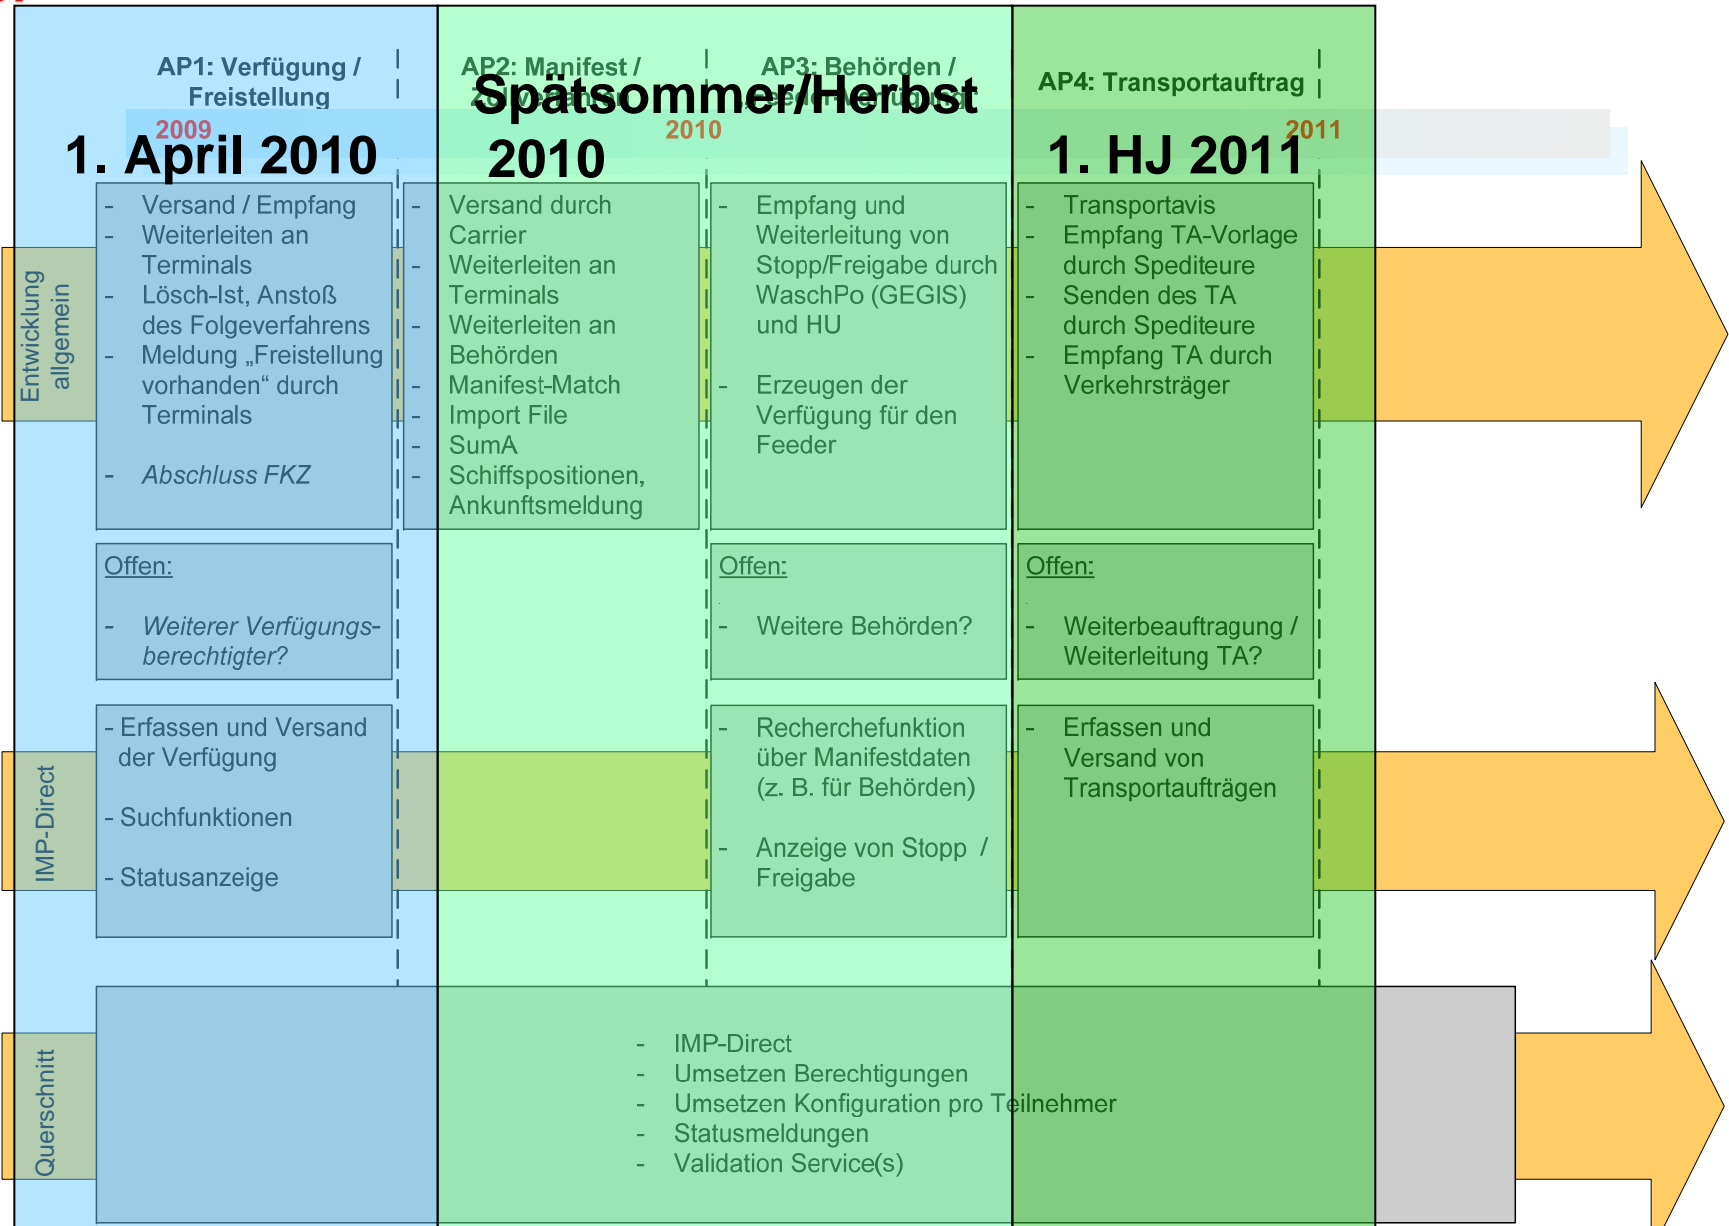 AP1: Verfügung /
Freistellung
AP2: Manifest /
Zollverfahren
AP3: Behörden /
„Feeder-Verfügung“
AP4: Transportauftrag
Spätsommer/Herbst
2010
2009
2010
2011
1. April 2010
1. HJ 2011
Entwicklung
allgemein
- Versand / Empfang
- Weiterleiten an
Terminals
- Lösch-Ist, Anstoß
des Folgeverfahrens
- Meldung „Freistellung
vorhanden“ durch
Terminals
- Abschluss FKZ
- Versand durch
Carrier
- Weiterleiten an
Terminals
- Weiterleiten an
Behörden
- Manifest-Match
- Import File
- SumA
- Schiffspositionen,
Ankunftsmeldung
- Empfang und
Weiterleitung von
Stopp/Freigabe durch
WaschPo (GEGIS)
und HU
- Erzeugen der
Verfügung für den
Feeder
- Transportavis
- Empfang TA-Vorlage
durch Spediteure
- Senden des TA
durch Spediteure
- Empfang TA durch
Verkehrsträger
Offen:
- Weiterer Verfügungs-
berechtigter?
Offen:
- Weitere Behörden?
Offen:
- Weiterbeauftragung /
Weiterleitung TA?
IMP-Direct
- Erfassen und Versand
der Verfügung
- Suchfunktionen
- Statusanzeige
- Recherchefunktion
über Manifestdaten
(z. B. für Behörden)
- Anzeige von Stopp /
Freigabe
- Erfassen und
Versand von
Transportaufträgen
Querschnitt
- IMP-Direct
- Umsetzen Berechtigungen
- Umsetzen Konfiguration pro Teilnehmer
- Statusmeldungen
- Validation Service(s)